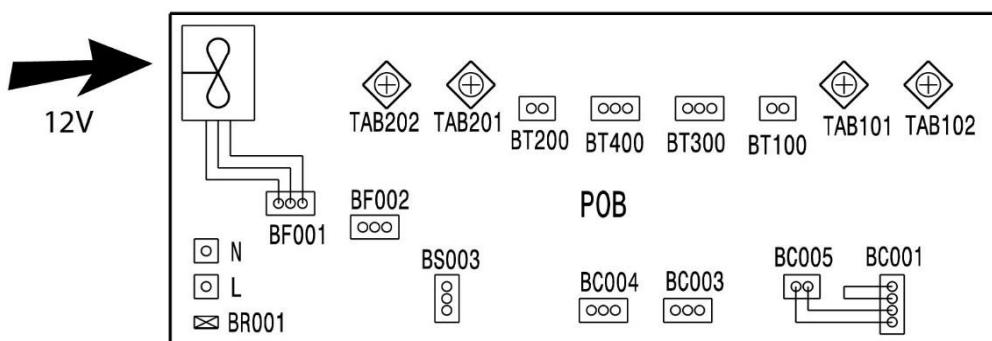 12V
TAB202
TAB201
BT200
BT400
BT300
BT100
TAB101
TAB102
BF001
BF002
POB
N
L
BR001
BS003
BC004
BC003
BC005
BC001